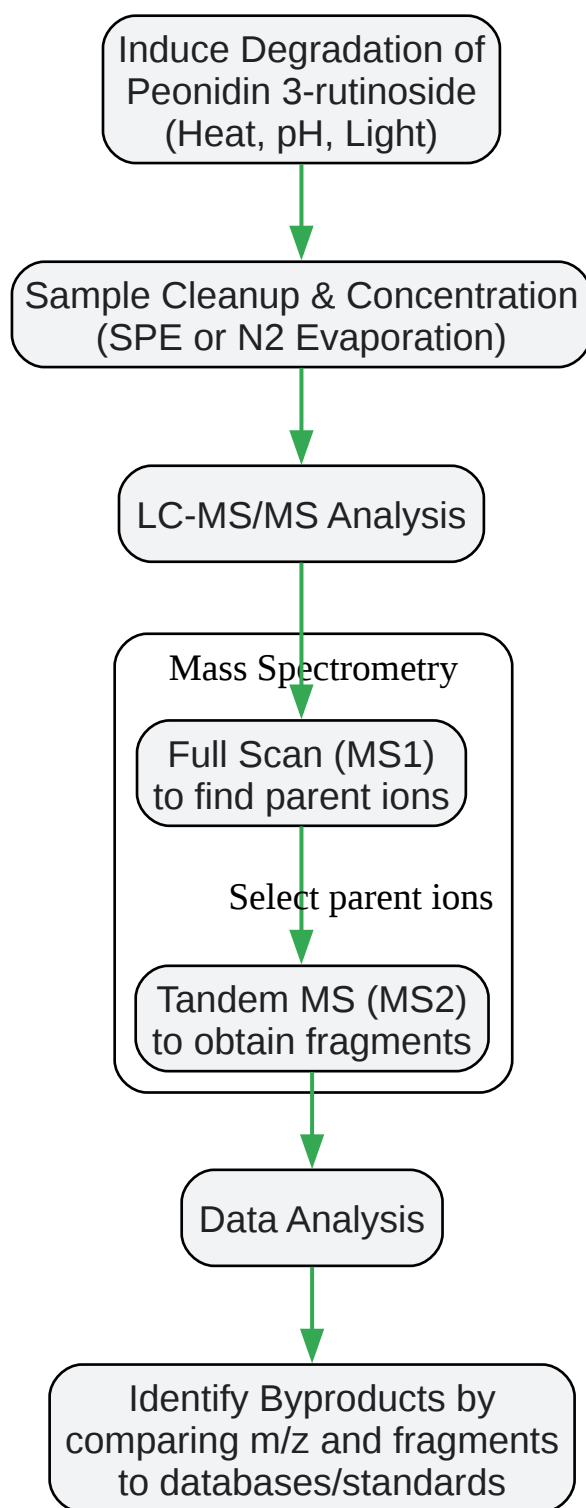 Induce Degradation of
Peonidin 3-rutinoside
(Heat, pH, Light)
Sample Cleanup & Concentration
(SPE or N2 Evaporation)
LC-MS/MS Analysis
Mass Spectrometry
Full Scan (MS1)
to find parent ions
Select parent ions
Tandem MS (MS2)
to obtain fragments
Data Analysis
Identify Byproducts by
comparing m/z and fragments
to databases/standards